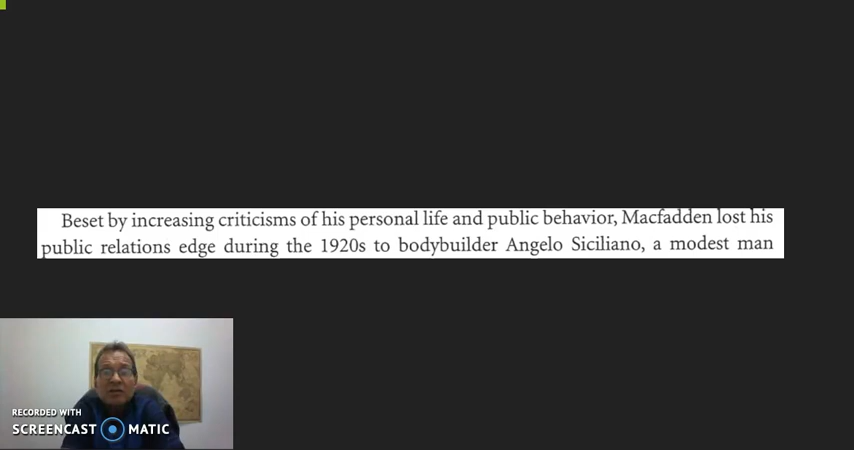 Beset by increasing criticisms of his personal life and public behavior, Macfadden lost his
public relations edge during the 1920s to bodybuilder Angelo Siciliano, a modest man
RECORDED WITH
SCREENCAST MATIC